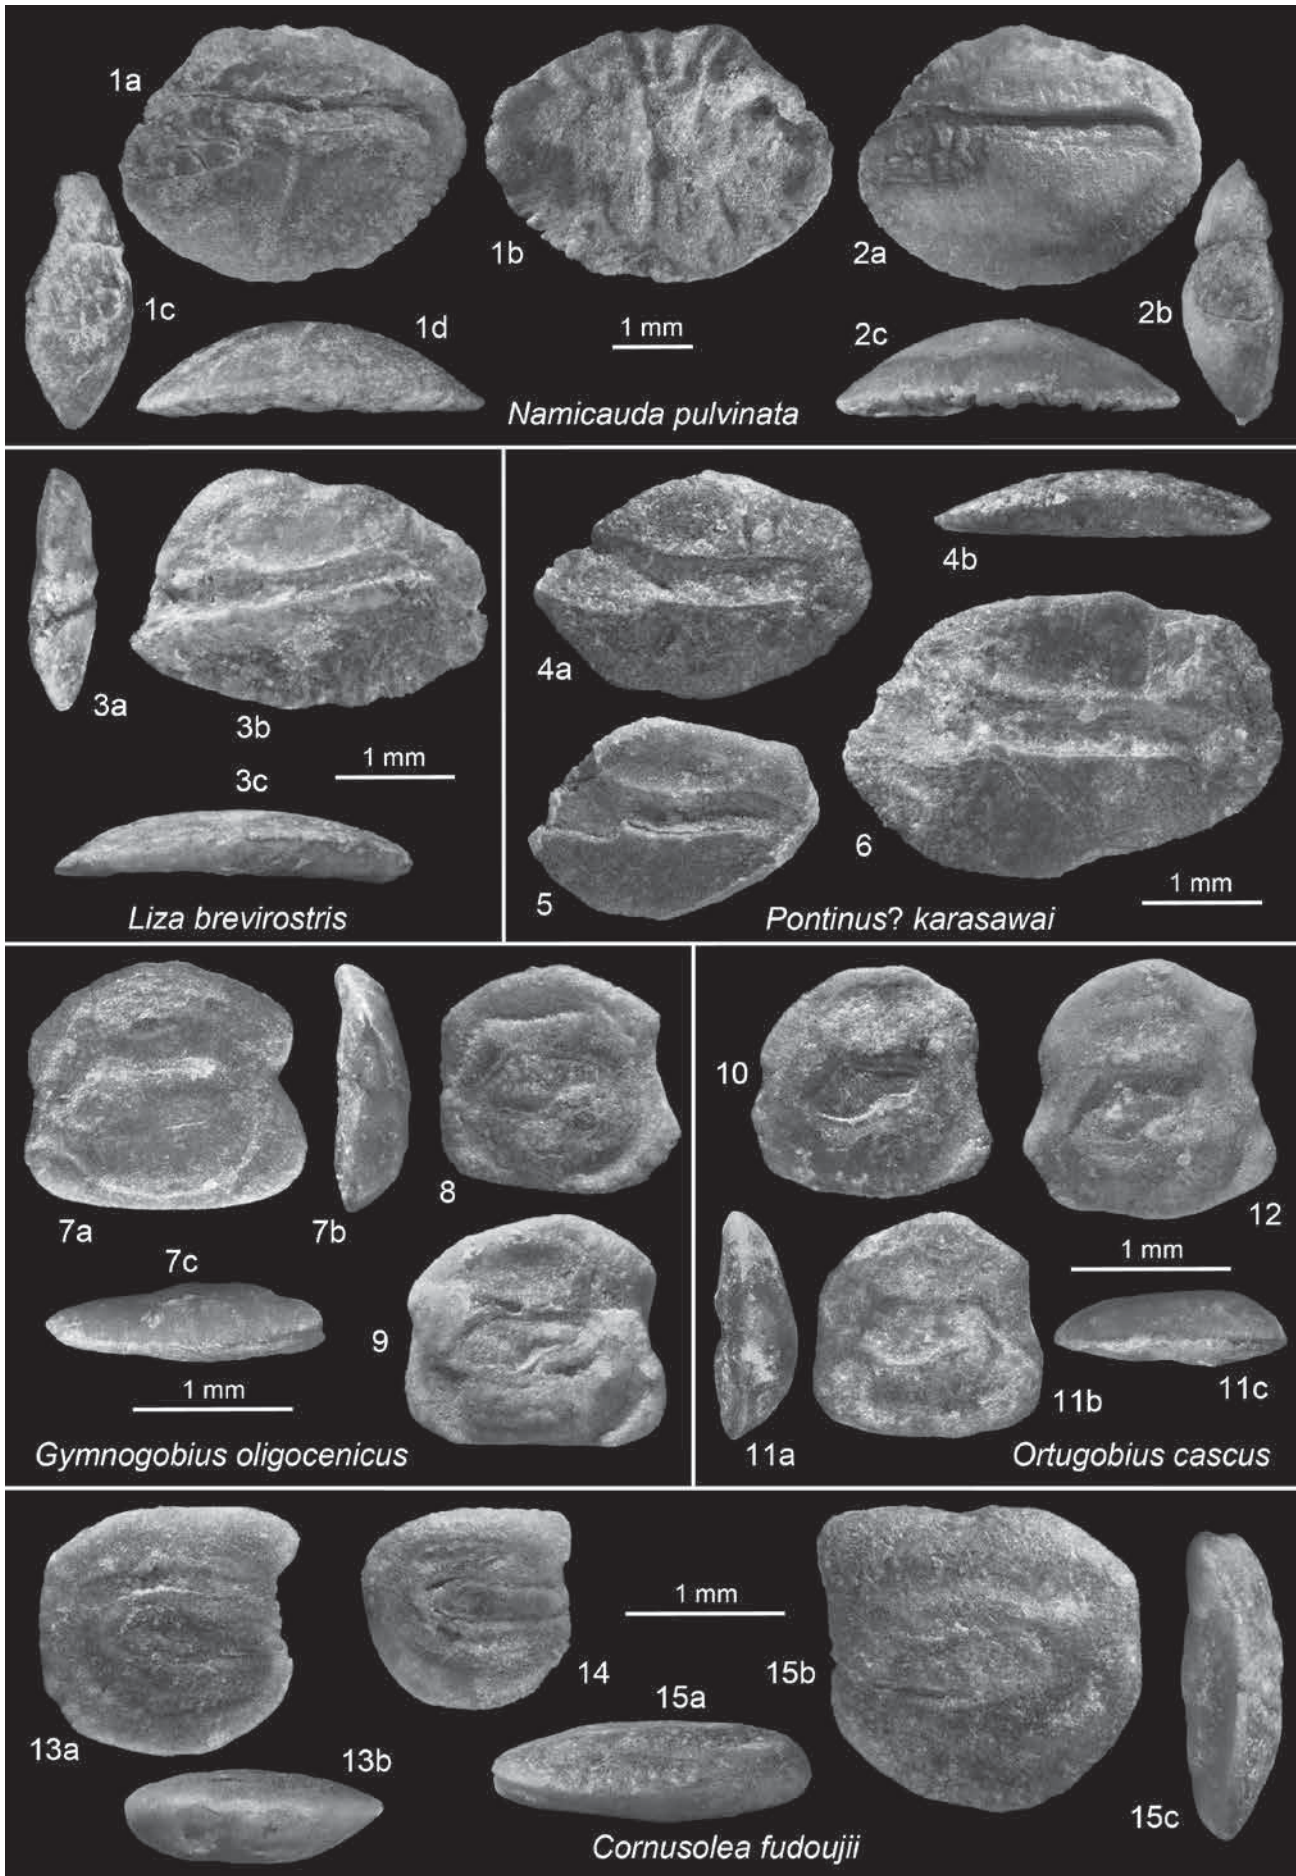 1a
1b
2a
1c
1d
1 mm
2c
2b
Namicauda pulvinata
3a
3b
1 mm
3c
Liza brevirostris
4a
4b
5
6
1 mm
Pontinus? karasawai
7a
7b
8
7c
9
1 mm
Gymnogobius oligocenicus
10
12
1 mm
11a
11b
11c
Ortugobius cascus
13a
13b
14
1 mm
15a
15b
15c
Cornusolea fudoujii